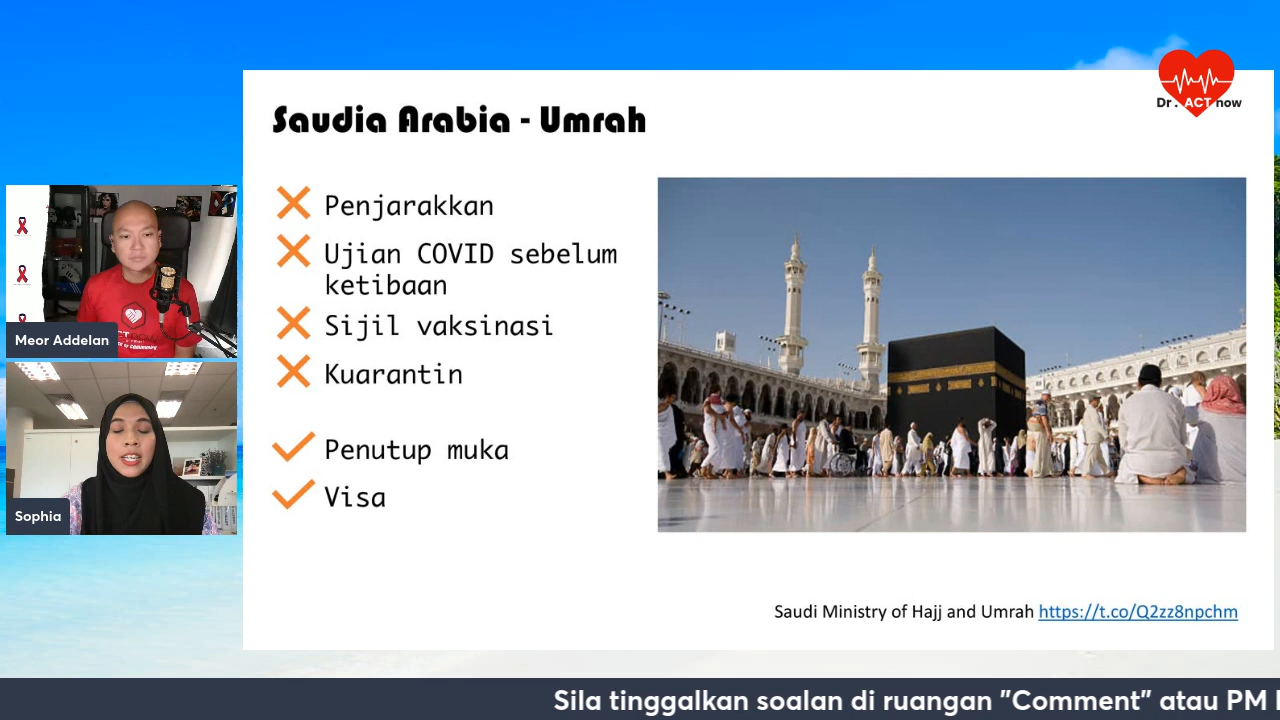 Dr. ACT now
Saudia Arabia - Umrah
Penjarakkan
Ujian COVID sebelum
ketibaan
Sijil vaksinasi
Kuarantin
Penutup muka
Visa
Saudi Ministry of Hajj and Umrah https://t.co/Q2zz8npchm
Meor Addelan
Sophia
Sila tinggalkan soalan di ruangan "Comment" atau PM